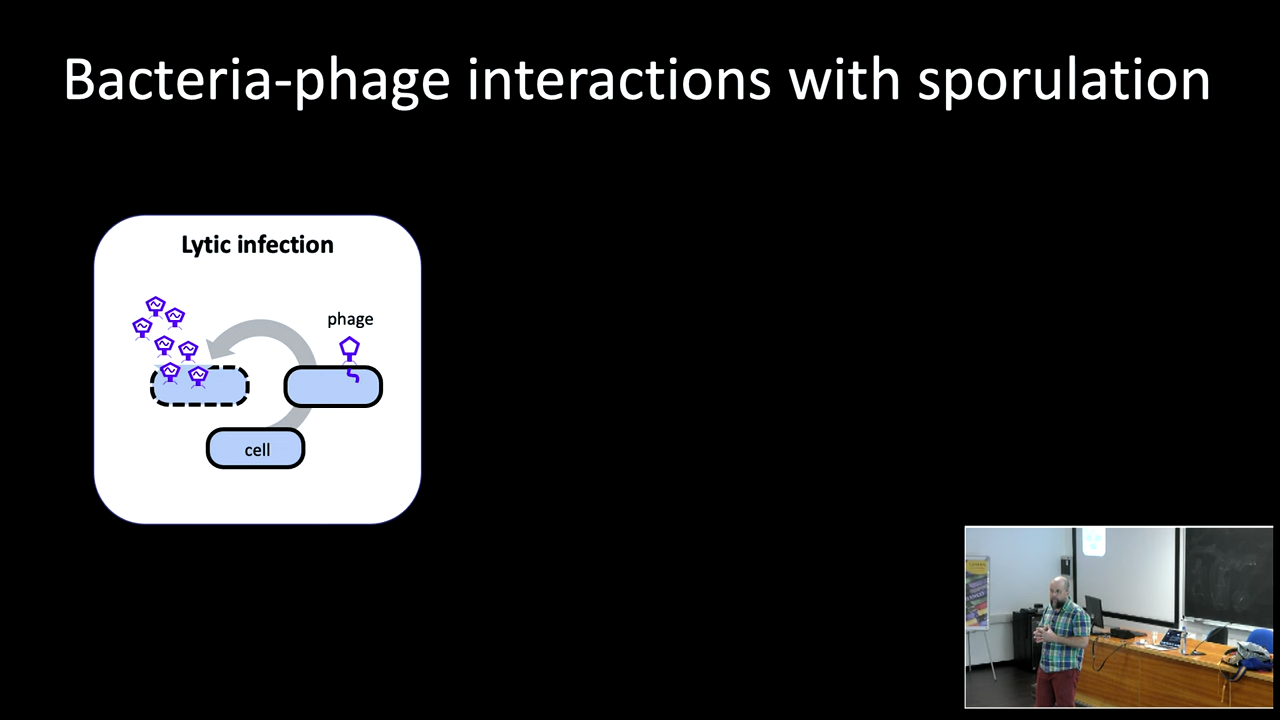 Bacteria-phage interactions with sporulation
Lytic infection
phage
cell